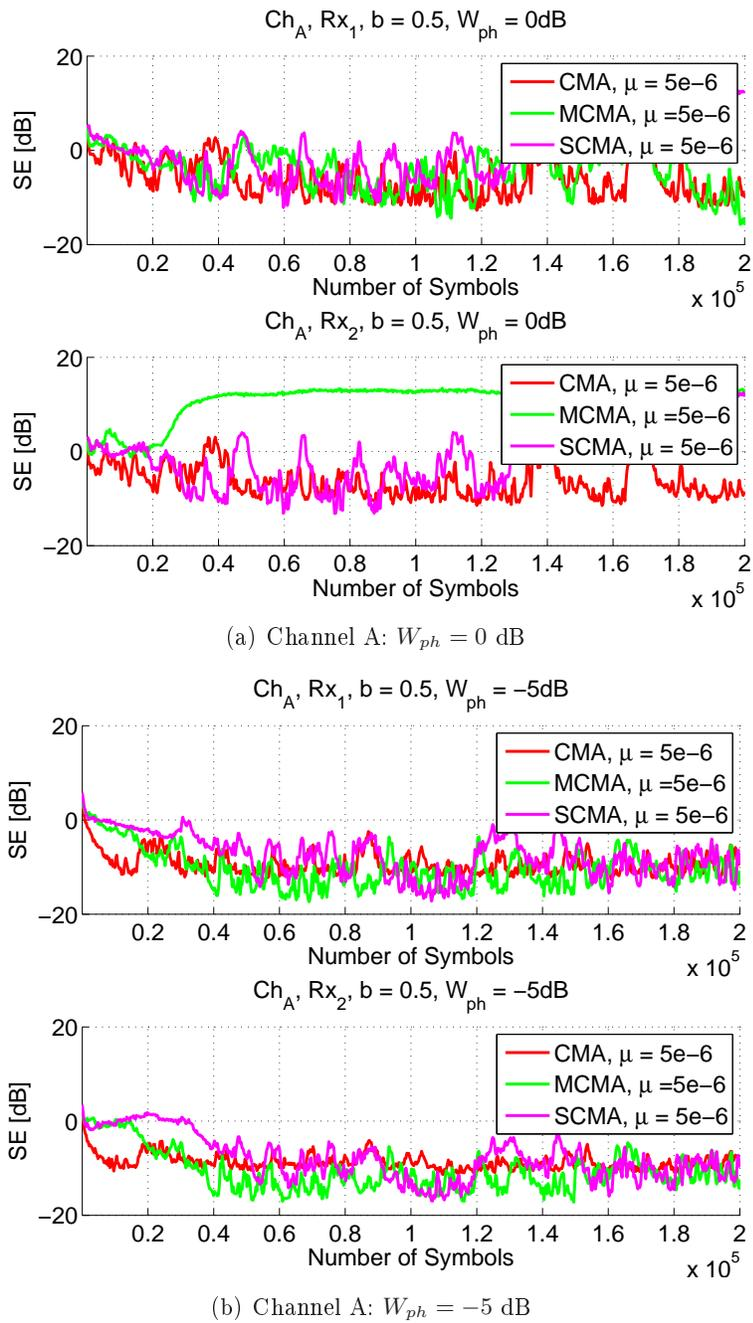 Ch_A, Rx_1, b = 0.5, W_ph = 0dB
20
0
−20
SE [dB]
CMA, μ = 5e−6
MCMA, μ =5e−6
SCMA, μ = 5e−6
0.2 0.4 0.6 0.8 1 1.2 1.4 1.6 1.8 2
Number of Symbols
x 10^5
Ch_A, Rx_2, b = 0.5, W_ph = 0dB
20
0
−20
SE [dB]
CMA, μ = 5e−6
MCMA, μ =5e−6
SCMA, μ = 5e−6
0.2 0.4 0.6 0.8 1 1.2 1.4 1.6 1.8 2
Number of Symbols
x 10^5
(a) Channel A: W_ph = 0 dB
Ch_A, Rx_1, b = 0.5, W_ph = −5dB
20
0
−20
SE [dB]
CMA, μ = 5e−6
MCMA, μ =5e−6
SCMA, μ = 5e−6
0.2 0.4 0.6 0.8 1 1.2 1.4 1.6 1.8 2
Number of Symbols
x 10^5
Ch_A, Rx_2, b = 0.5, W_ph = −5dB
20
0
−20
SE [dB]
CMA, μ = 5e−6
MCMA, μ =5e−6
SCMA, μ = 5e−6
0.2 0.4 0.6 0.8 1 1.2 1.4 1.6 1.8 2
Number of Symbols
x 10^5
(b) Channel A: W_ph = −5 dB